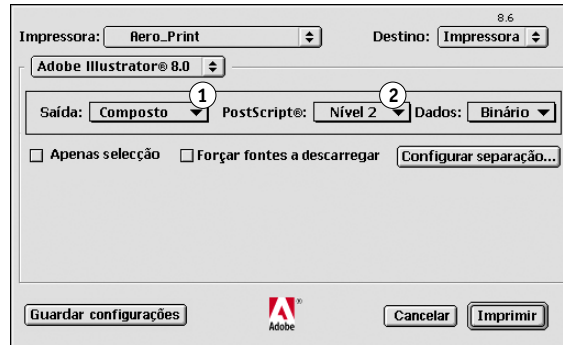 8.6
Impressora: Aero_Print Destino: Impressora
Adobe Illustrator® 8.0
1 2
Saída: Composto PostScript®: Nível 2 Dados: Binário
Apenas selecção Forçar fontes a descarregar Configurar separação...
Guardar configurações Adobe® Cancelar Imprimir